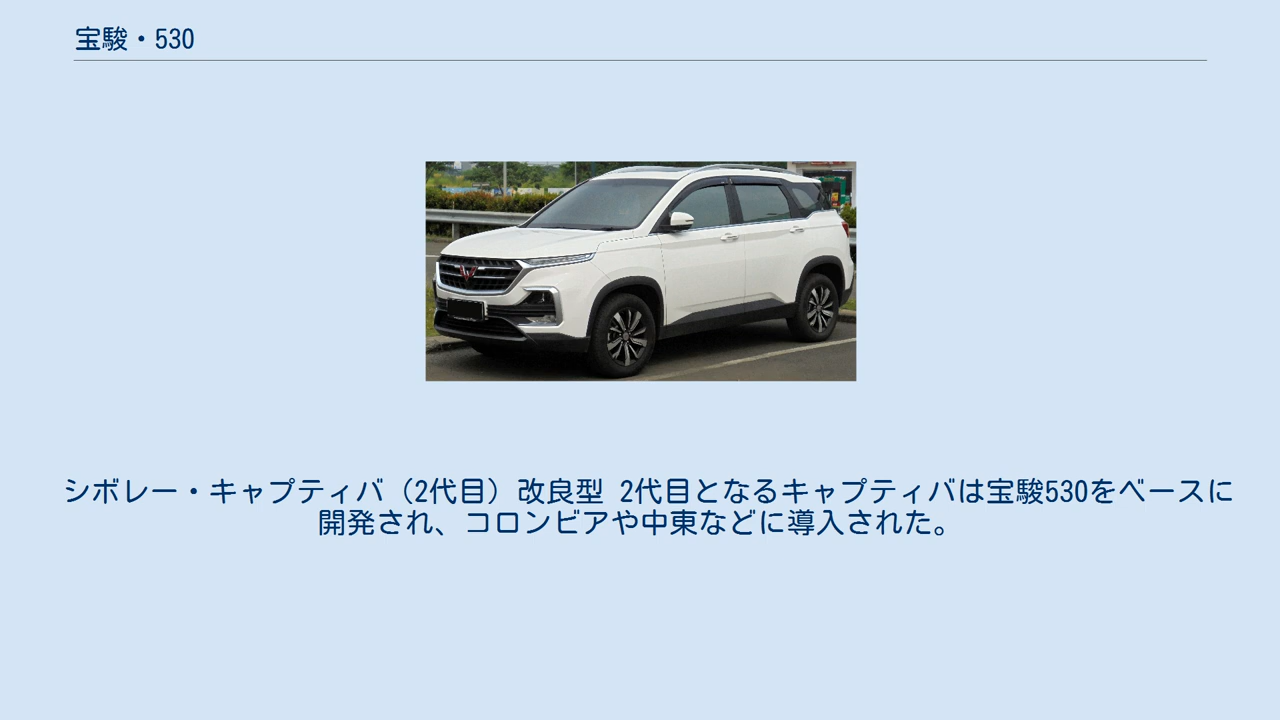 宝駿・530
シボレー・キャプティバ（2代目）改良型 2代目となるキャプティバは宝駿530をベースに
開発され、コロンビアや中東などに導入された。